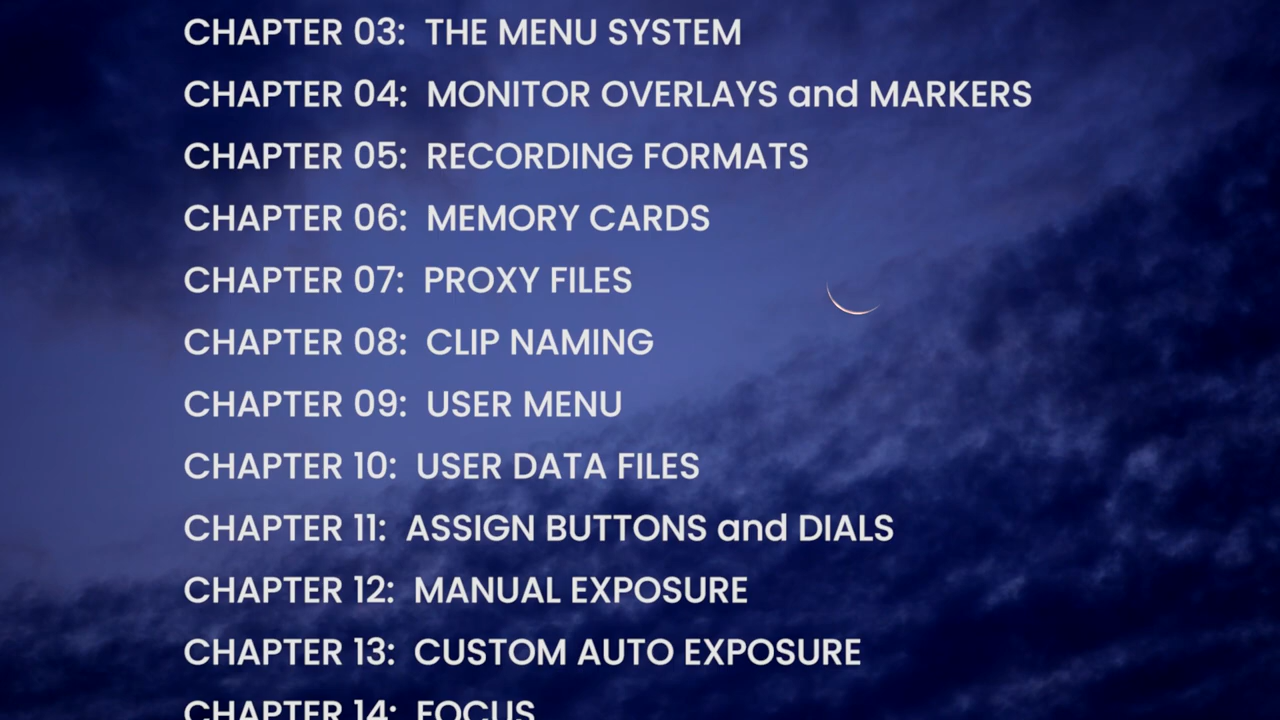 CHAPTER 03: THE MENU SYSTEM
CHAPTER 04: MONITOR OVERLAYS and MARKERS
CHAPTER 05: RECORDING FORMATS
CHAPTER 06: MEMORY CARDS
CHAPTER 07: PROXY FILES
CHAPTER 08: CLIP NAMING
CHAPTER 09: USER MENU
CHAPTER 10: USER DATA FILES
CHAPTER 11: ASSIGN BUTTONS and DIALS
CHAPTER 12: MANUAL EXPOSURE
CHAPTER 13: CUSTOM AUTO EXPOSURE
CHAPTER 14: FOCUS